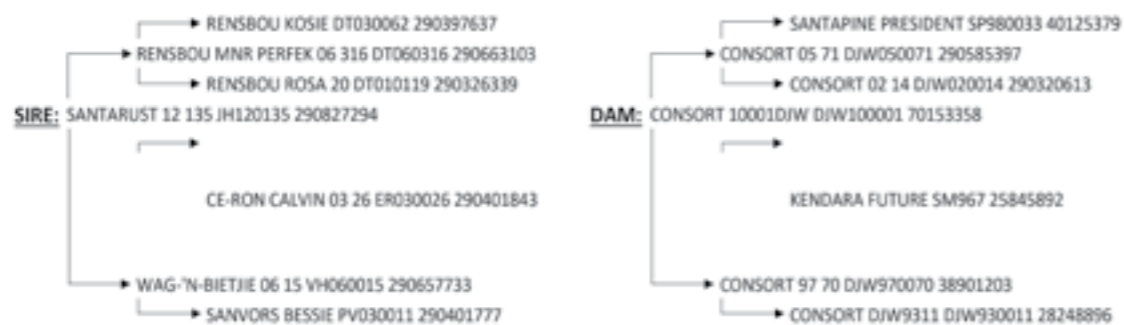 RENSBOU KOSIE DT030062 290397637
RENSBOU MNR PERFEK 06 316 DT060316 290663103
RENSBOU ROSA 20 DT010119 290326339
SIRE: SANTARUST 12 135 JH120135 290827294
CE-RON CALVIN 03 26 ER030026 290401843
WAG-'N-BIETJIE 06 15 VH060015 290657733
SANVORS BESSIE PV030011 290401777
SANTAPINE PRESIDENT SP980033 40125379
CONSORT 05 71 DJW050071 290585397
CONSORT 02 14 DJW020014 290320613
DAM: CONSORT 10001DJW DJW100001 70153358
KENDARA FUTURE SM967 25845892
CONSORT 97 70 DJW970070 38901203
CONSORT DJW9311 DJW930011 28248896